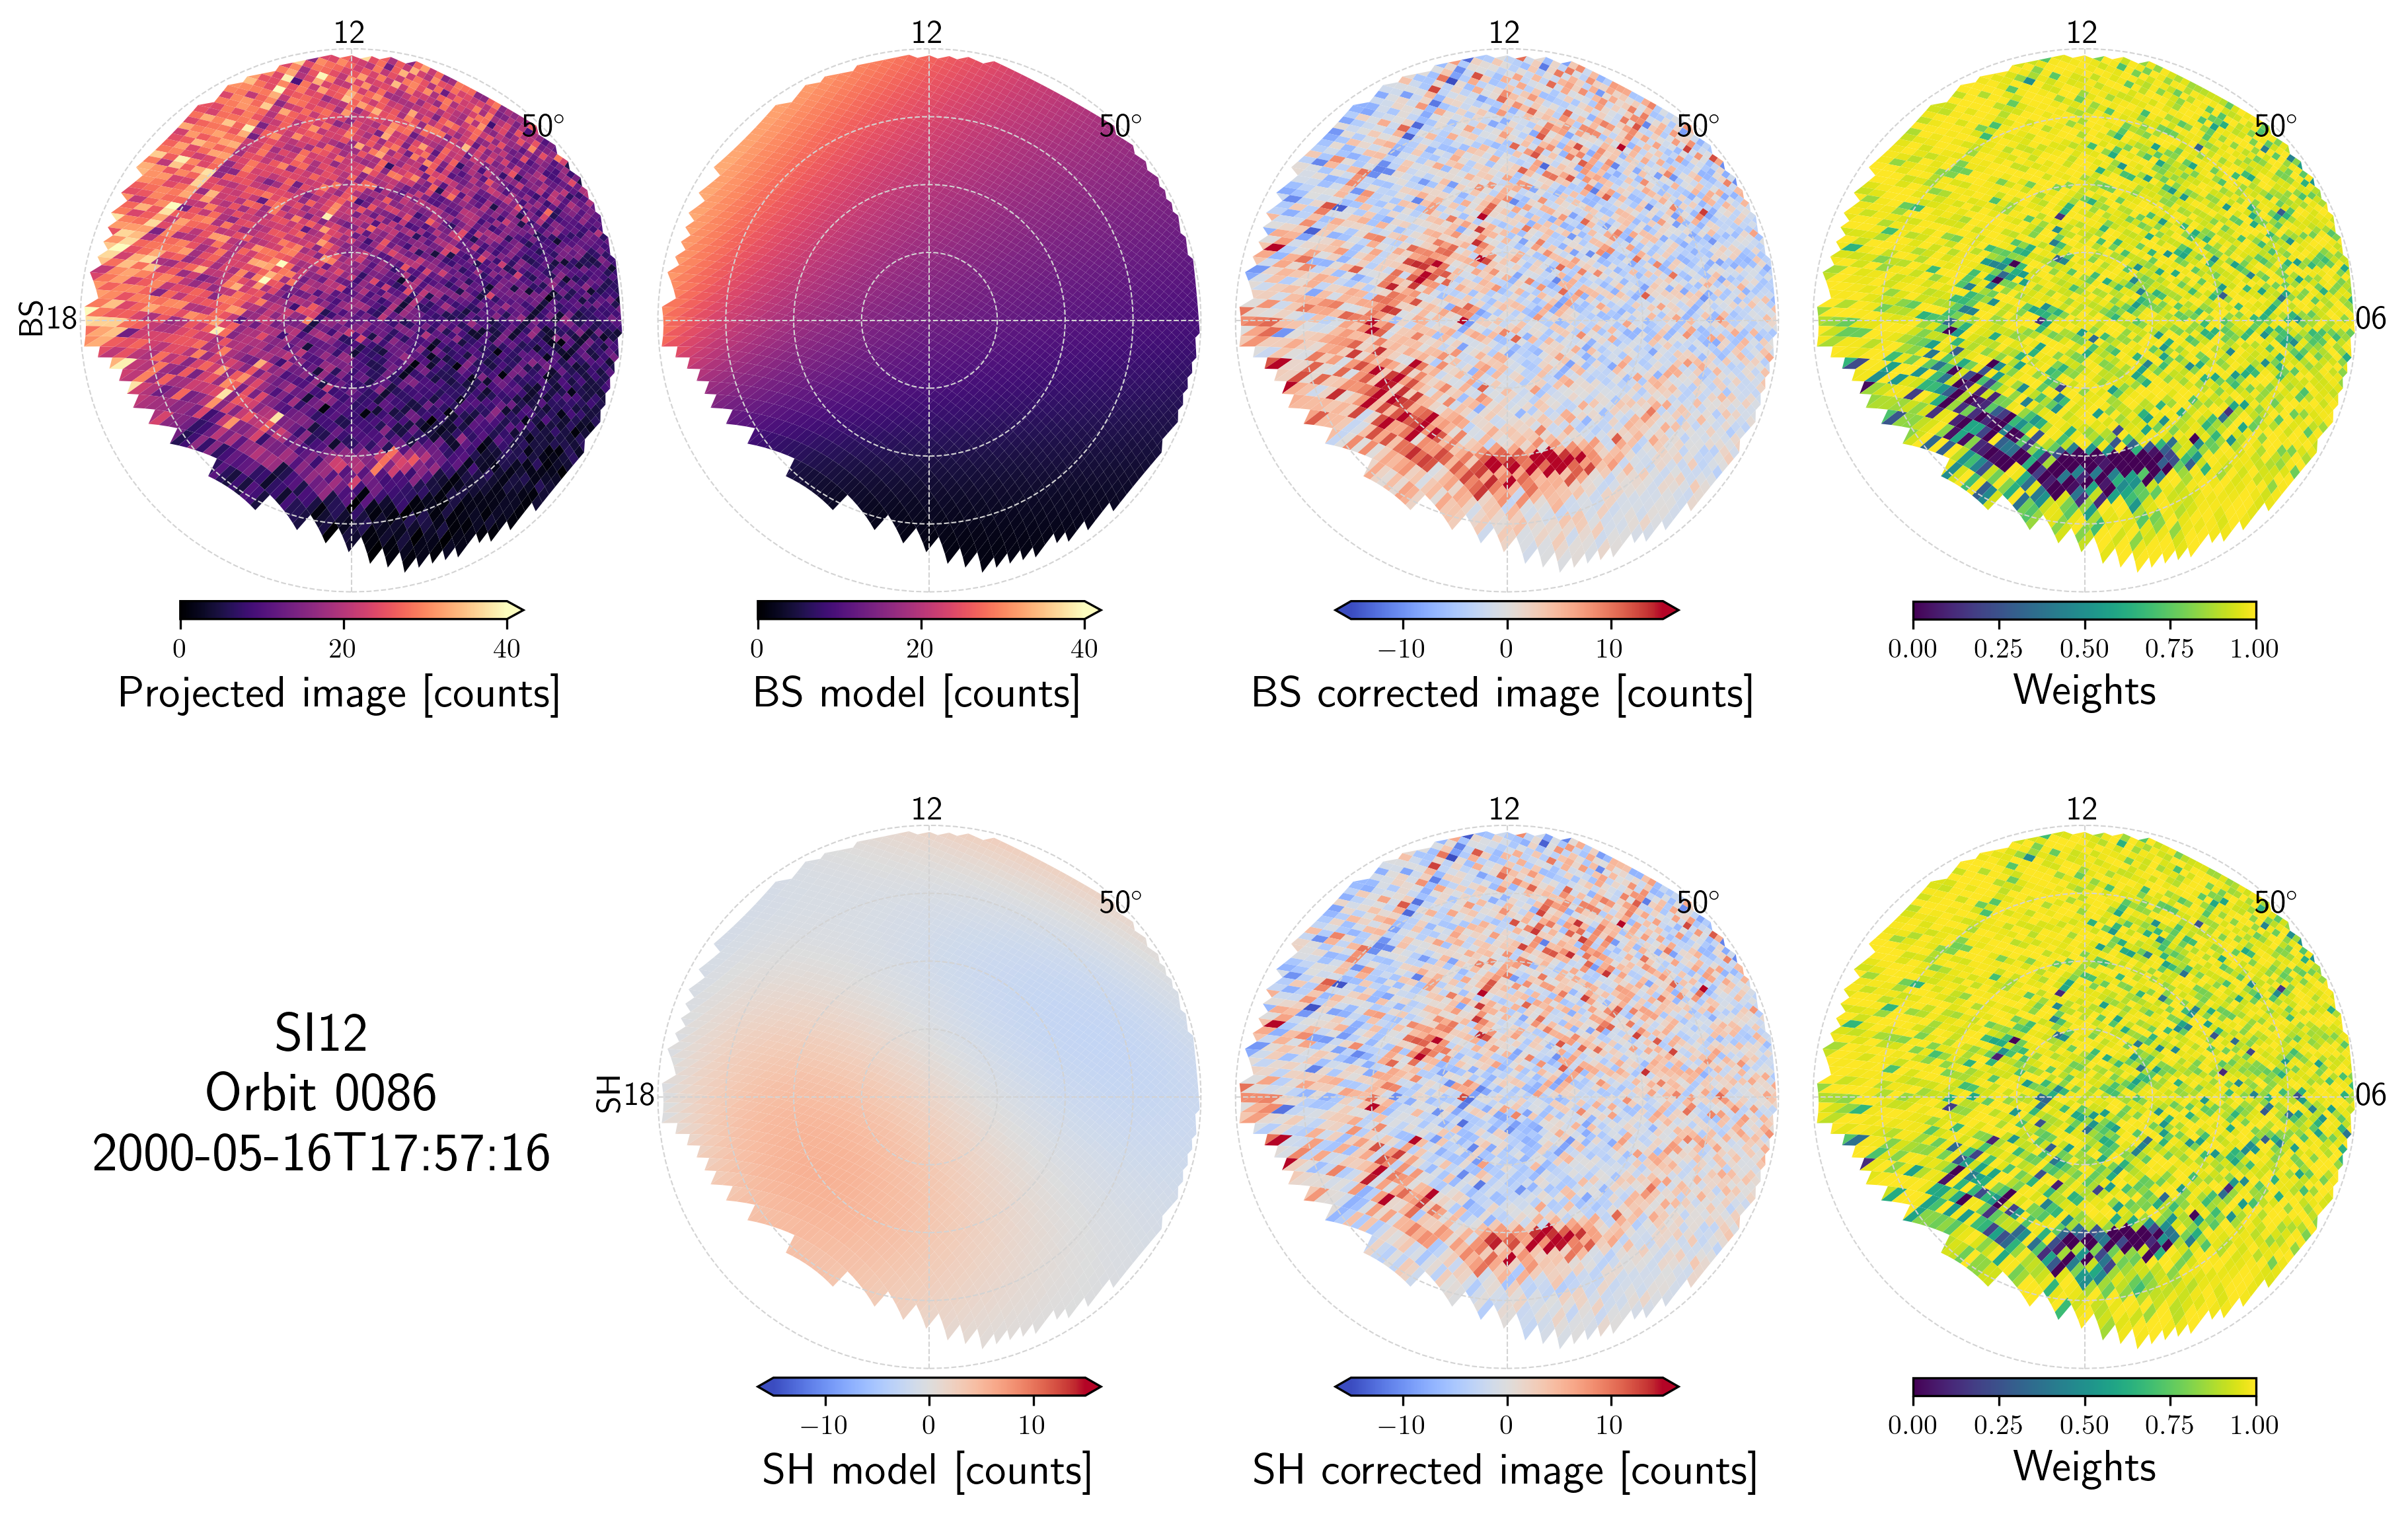 12
12
12
12
50°
50°
50°
50°
BS
18
06
0 20 40
0 20 40
−10 0 10
0.00 0.25 0.50 0.75 1.00
Projected image [counts]
BS model [counts]
BS corrected image [counts]
Weights
12
12
12
50°
50°
50°
SI12
Orbit 0086
2000-05-16T17:57:16
SH
18
06
−10 0 10
−10 0 10
0.00 0.25 0.50 0.75 1.00
SH model [counts]
SH corrected image [counts]
Weights